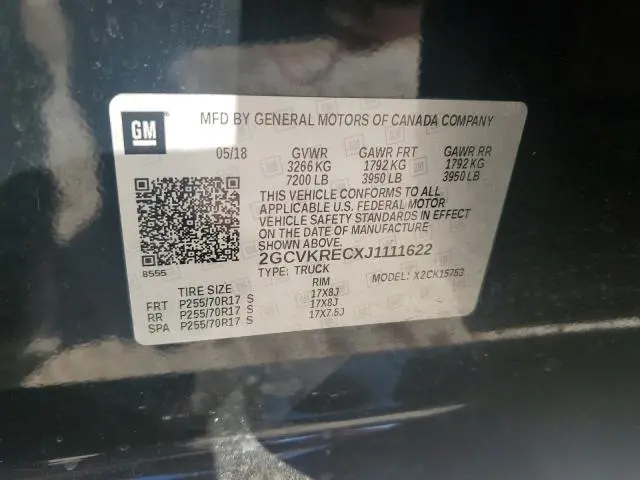 GM
MFD BY GENERAL MOTORS OF CANADA COMPANY
05/18 GVWR GAWR FRT GAWR RR
3266 KG 1792 KG 1792 KG
7200 LB 3950 LB 3950 LB
THIS VEHICLE CONFORMS TO ALL
APPLICABLE U.S. FEDERAL MOTOR
VEHICLE SAFETY STANDARDS IN EFFECT
ON THE DATE OF MANUFACTURE
SHOWN ABOVE.
2GCVKRECXJ1111622
8555
TYPE: TRUCK MODEL: X2CK15753
TIRE SIZE RIM
FRT P255/70R17 S 17X8J
RR P255/70R17 S 17X8J
SPA P255/70R17 S 17X7.5J